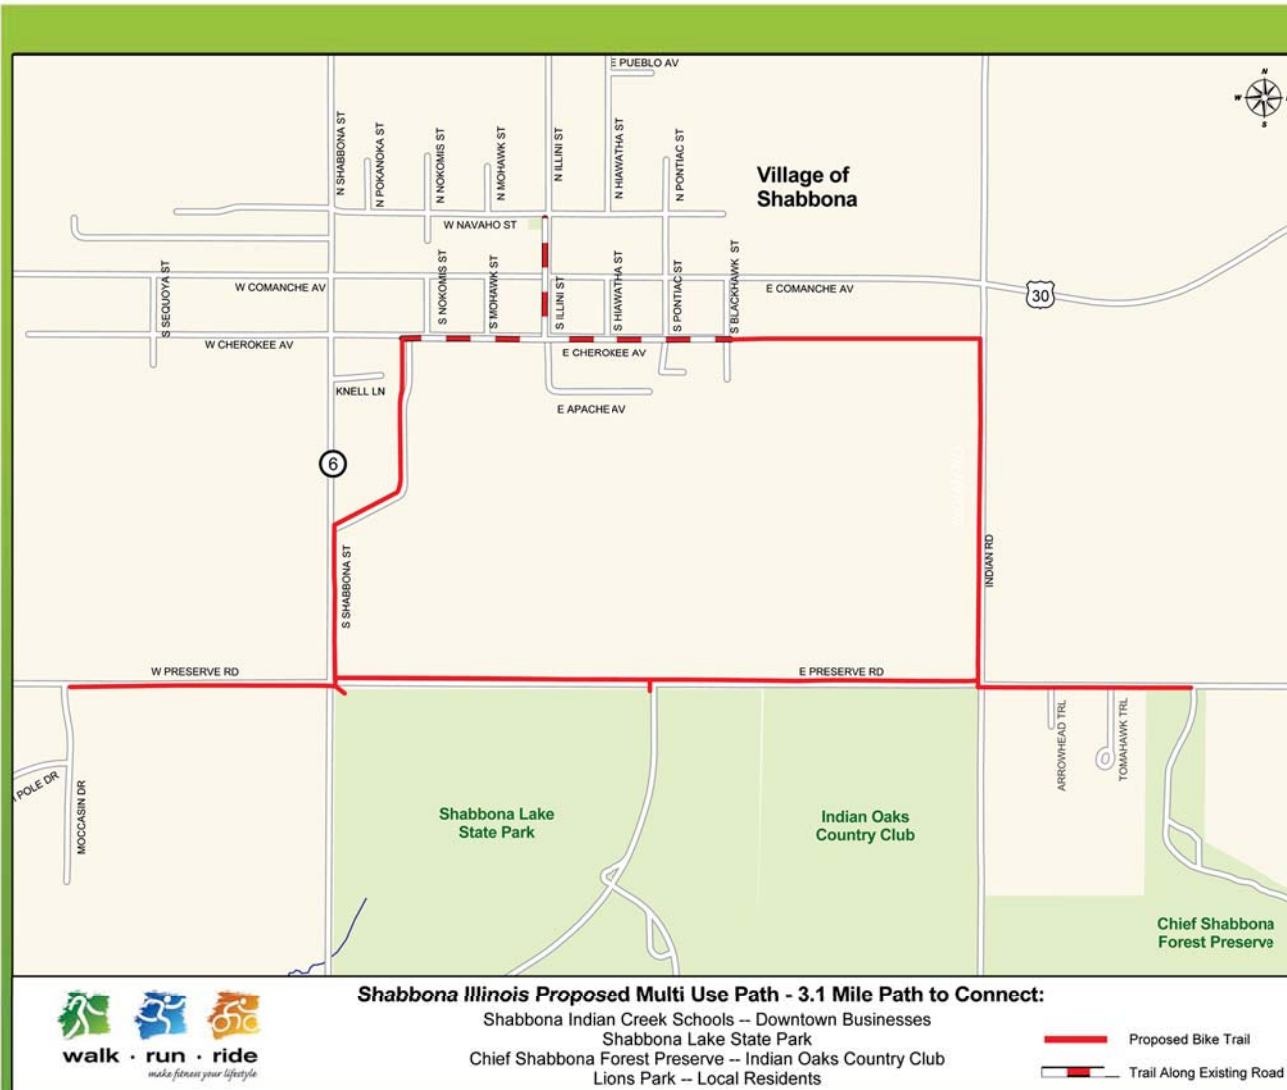 E PUEBLO AV
N
W
S
N SHABBONA ST
N POKANOKA ST
N NOKOMIS ST
N MOHAWK ST
N ILLINI ST
N HIAWATHA ST
N PONTIAC ST
Village of
Shabbona
W NAVAHO ST
S SEQUOYA ST
W COMANCHE AV
S NOKOMIS ST
S MOHAWK ST
S ILLINI ST
S HIAWATHA ST
S PONTIAC ST
S BLACKHAWK ST
E COMANCHE AV
30
W CHEROKEE AV
E CHEROKEE AV
KNELL LN
E APACHE AV
6
S SHABBONA ST
INDIAN RD
W PRESERVE RD
E PRESERVE RD
POLE DR
MOCCASIN DR
ARROWHEAD TRL
TOMAHAWK TRL
Shabbona Lake
State Park
Indian Oaks
Country Club
Chief Shabbona
Forest Preserve
walk · run · ride
make fitness your lifestyle
Shabbona Illinois Proposed Multi Use Path - 3.1 Mile Path to Connect:
Shabbona Indian Creek Schools -- Downtown Businesses
Shabbona Lake State Park
Chief Shabbona Forest Preserve -- Indian Oaks Country Club
Lions Park -- Local Residents
Proposed Bike Trail
Trail Along Existing Road